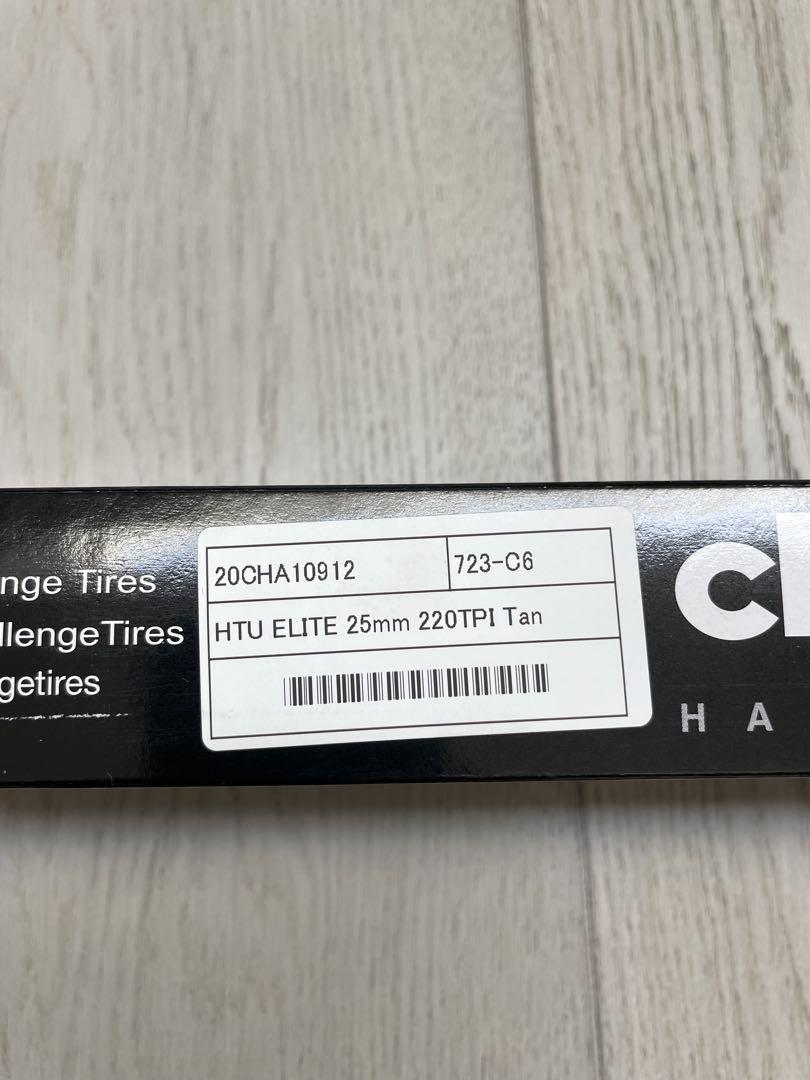 nge Tires
llengeTires
getires
20CHA10912
723-C6
HTU ELITE 25mm 220TPI Tan
H A